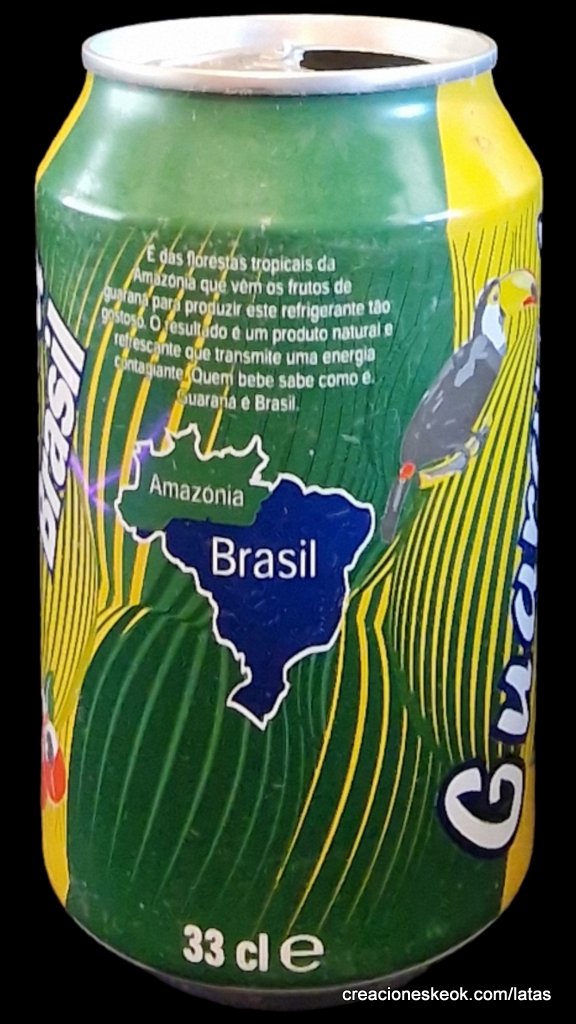 É das florestas tropicais da
Amazónia que vêm os frutos de
guaraná para produzir este refrigerante tão
gostoso. O resultado é um produto natural e
refrescante que transmite uma energia
contagiante. Quem bebe sabe como é.
Guaraná é Brasil.
Amazónia
Brasil
Brasil
33 cl e
creacioneskeok.com/latas